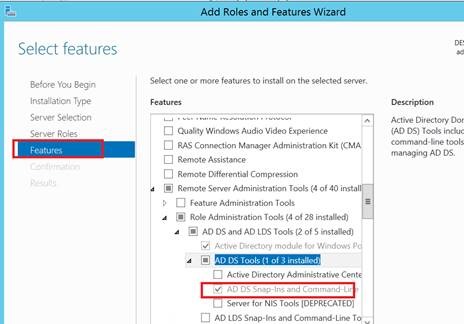 Add Roles and Features Wizard
Select features
DES
ad
Before You Begin
Installation Type
Server Selection
Server Roles
Features
Confirmation
Results
Select one or more features to install on the selected server.
Features
Peer Name Resolution Protocol
Quality Windows Audio Video Experience
RAS Connection Manager Administration Kit (CMA
Remote Assistance
Remote Differential Compression
Remote Server Administration Tools (4 of 40 install
Feature Administration Tools
Role Administration Tools (4 of 28 installed)
AD DS and AD LDS Tools (2 of 5 installed)
Active Directory module for Windows Po
AD DS Tools (1 of 3 installed)
Active Directory Administrative Cente
AD DS Snap-Ins and Command-Line
Server for NIS Tools [DEPRECATED]
AD LDS Snap-Ins and Command-Line To
Description
Active Directory Dor
(AD DS) Tools includ
command-line tools
managing AD DS.